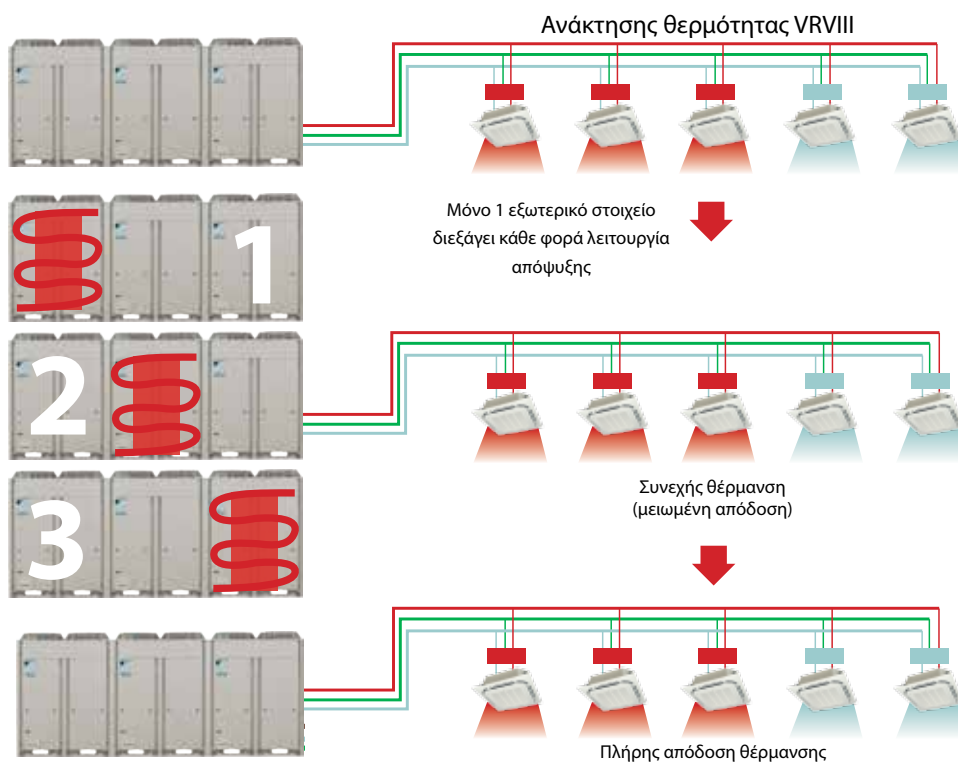 Ανάκτησης θερμότητας VRVIII
1
Μόνο 1 εξωτερικό στοιχείο
διεξάγει κάθε φορά λειτουργία
απόψυξης
2
3
Συνεχής θέρμανση
(μειωμένη απόδοση)
Πλήρης απόδοση θέρμανσης